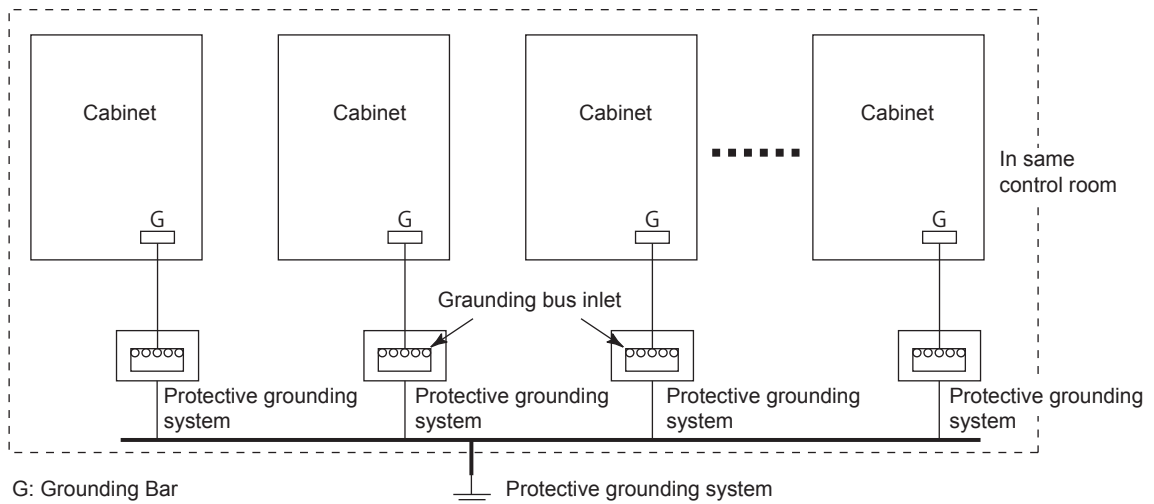 Cabinet
Cabinet
Cabinet
Cabinet
In same
control room
G
G
G
G
Graunding bus inlet
Protective grounding
system
Protective grounding
system
Protective grounding
system
Protective grounding
system
G: Grounding Bar
Protective grounding system